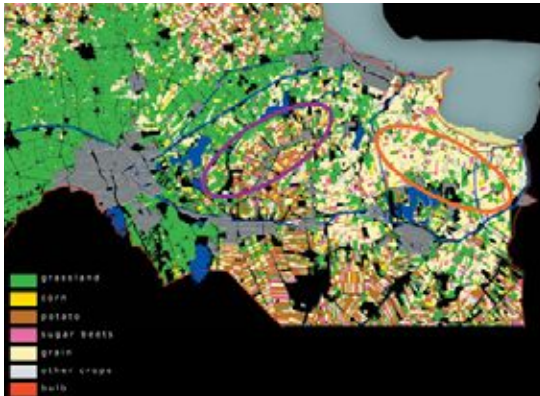 grassland
corn
potato
sugar beets
grain
other crops
bulb